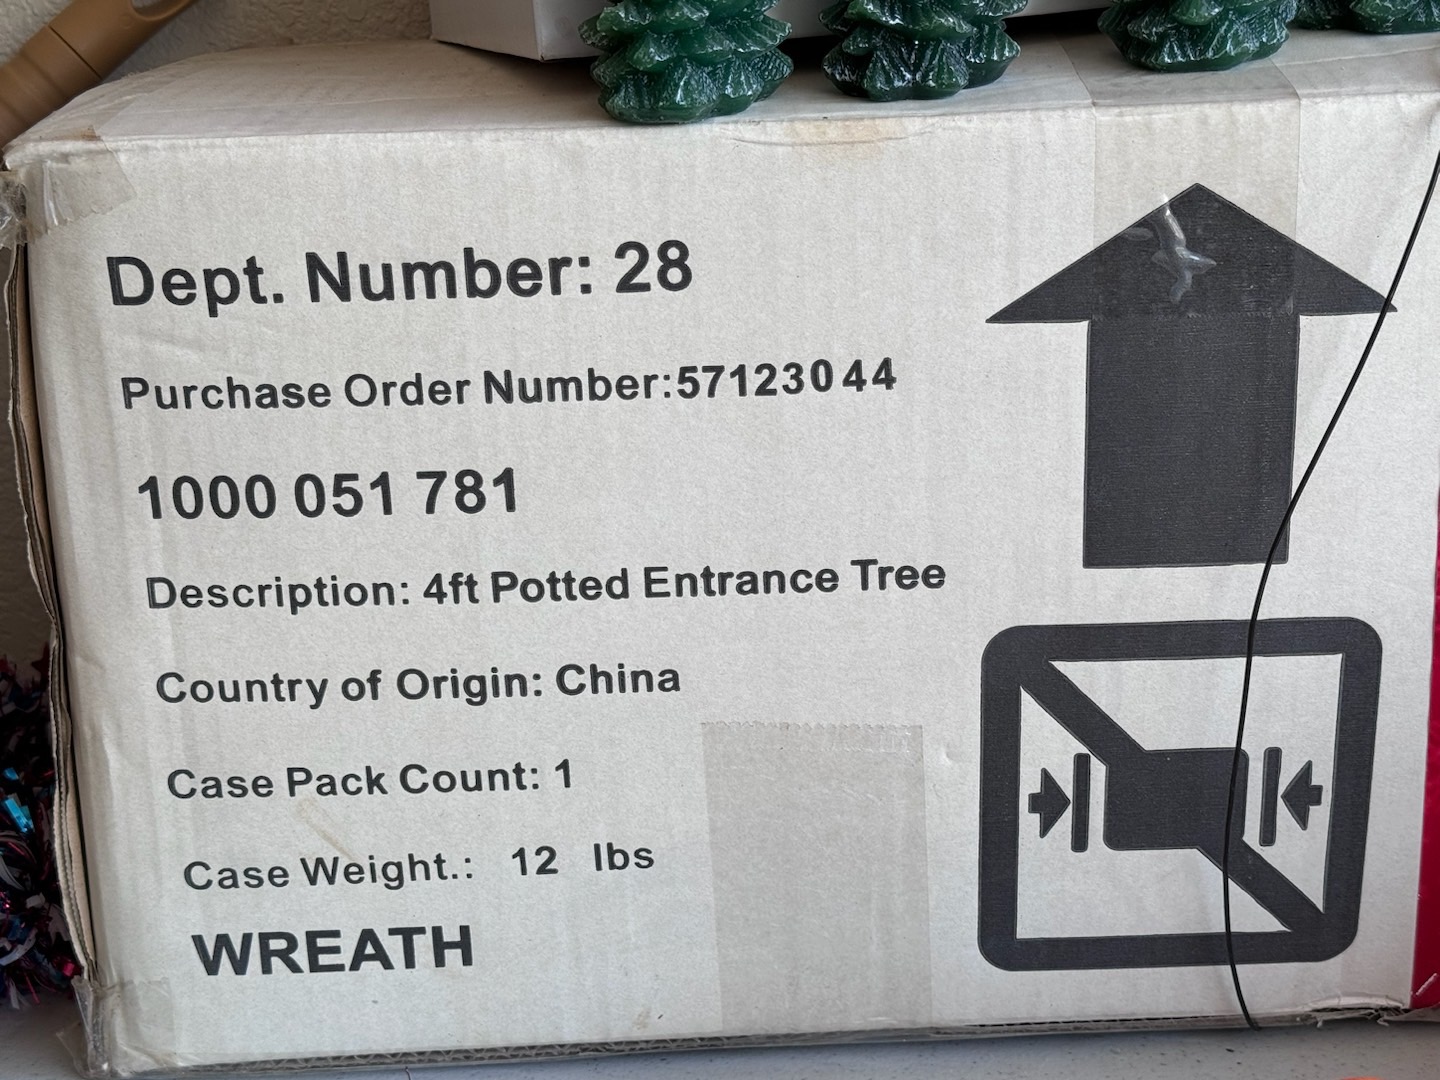 Dept. Number: 28
Purchase Order Number:57123044
1000 051 781
Description: 4ft Potted Entrance Tree
Country of Origin: China
Case Pack Count: 1
Case Weight.: 12 lbs
WREATH